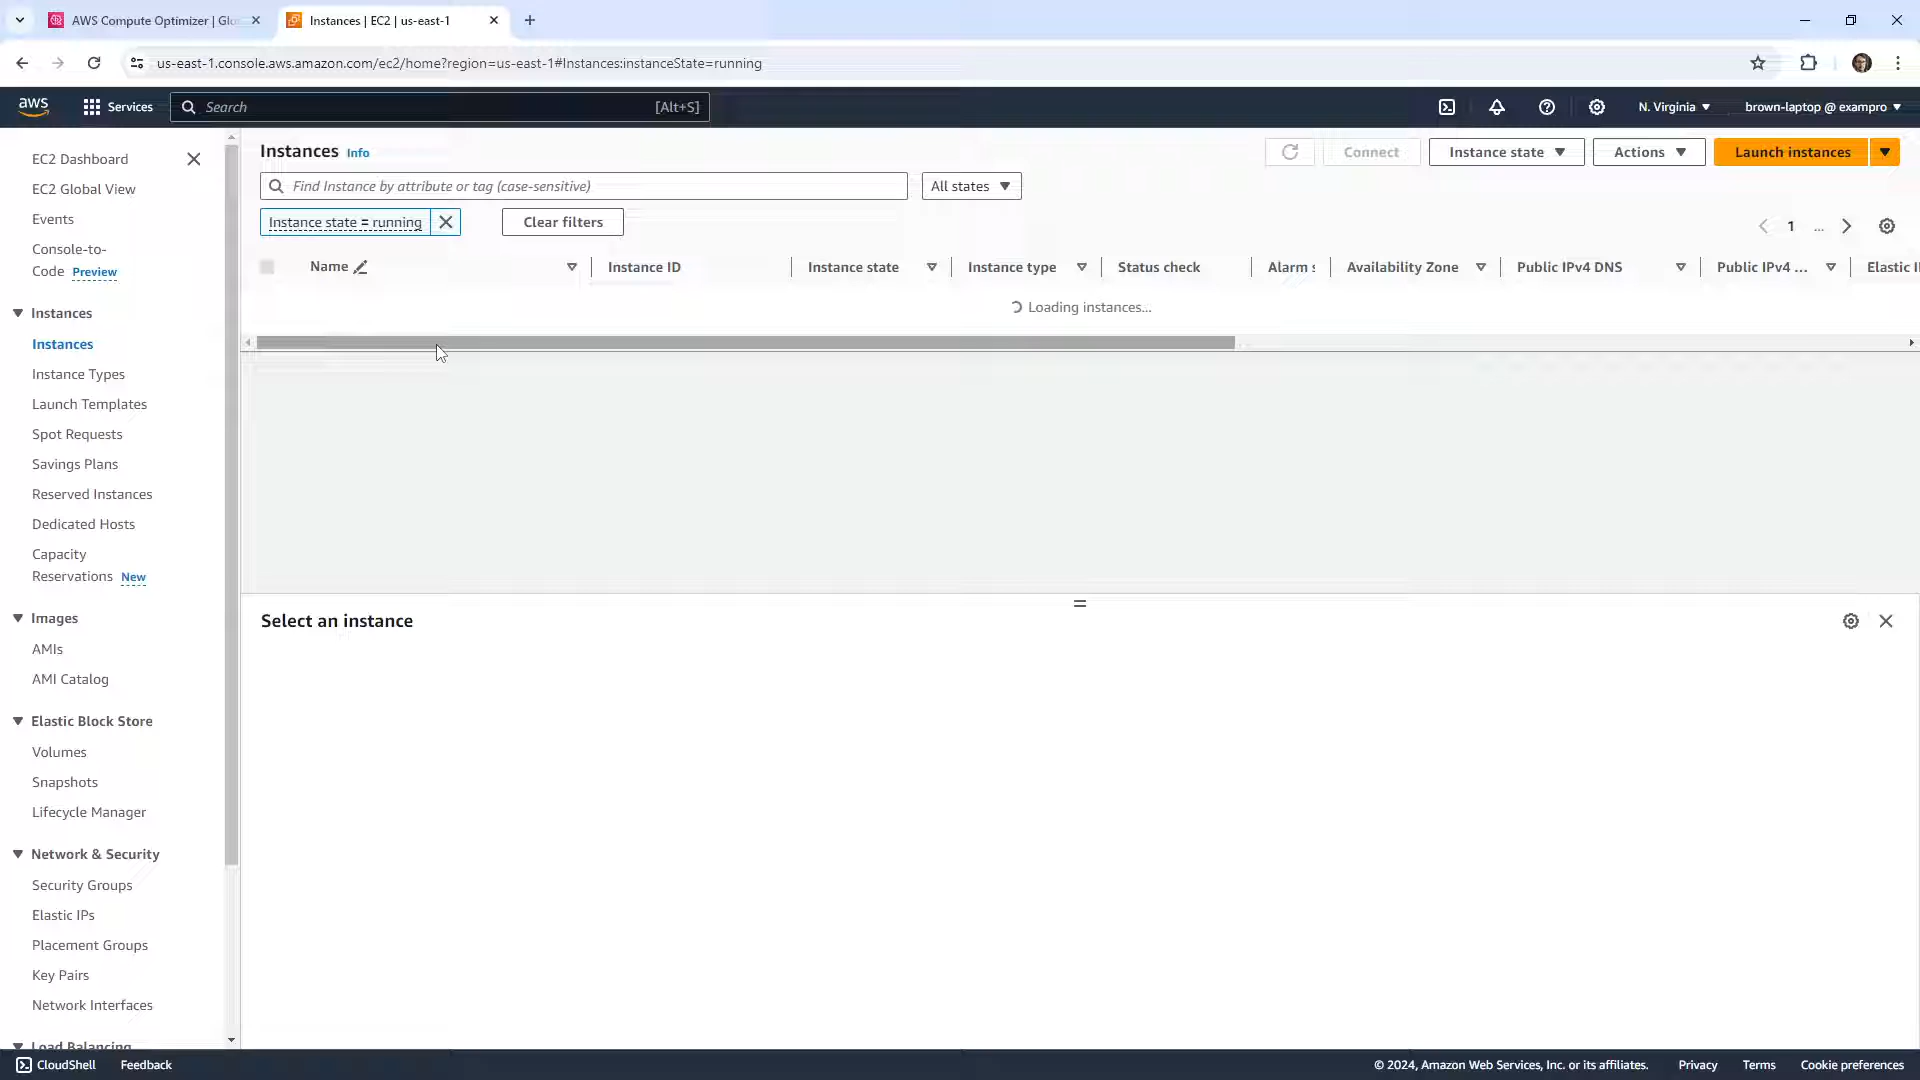 AWS Compute Optimizer | Glo
Instances | EC2 | us-east-1
us-east-1.console.aws.amazon.com/ec2/home?region=us-east-1#Instances:instanceState=running
aws
Services
Search
[Alt+S]
N. Virginia
brown-laptop @ exampro
EC2 Dashboard
EC2 Global View
Events
Console-to-
Code Preview
Instances
Instances
Instance Types
Launch Templates
Spot Requests
Savings Plans
Reserved Instances
Dedicated Hosts
Capacity
Reservations New
Images
AMIs
AMI Catalog
Elastic Block Store
Volumes
Snapshots
Lifecycle Manager
Network & Security
Security Groups
Elastic IPs
Placement Groups
Key Pairs
Network Interfaces
Load Balancing
Instances Info
Connect
Instance state
Actions
Launch instances
Find Instance by attribute or tag (case-sensitive)
All states
Instance state = running
Clear filters
1 ...
Name
Instance ID
Instance state
Instance type
Status check
Alarm s
Availability Zone
Public IPv4 DNS
Public IPv4 ...
Elastic I
Loading instances...
Select an instance
CloudShell
Feedback
© 2024, Amazon Web Services, Inc. or its affiliates.
Privacy
Terms
Cookie preferences